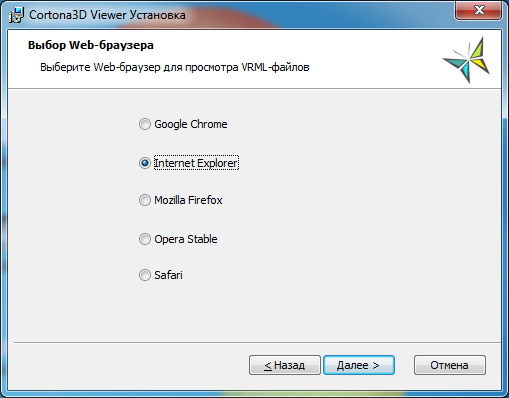 Cortona3D Viewer Установка
Выбор Web-браузера
Выберите Web-браузер для просмотра VRML-файлов
Google Chrome
Internet Explorer
Mozilla Firefox
Opera Stable
Safari
< Назад
Далее >
Отмена